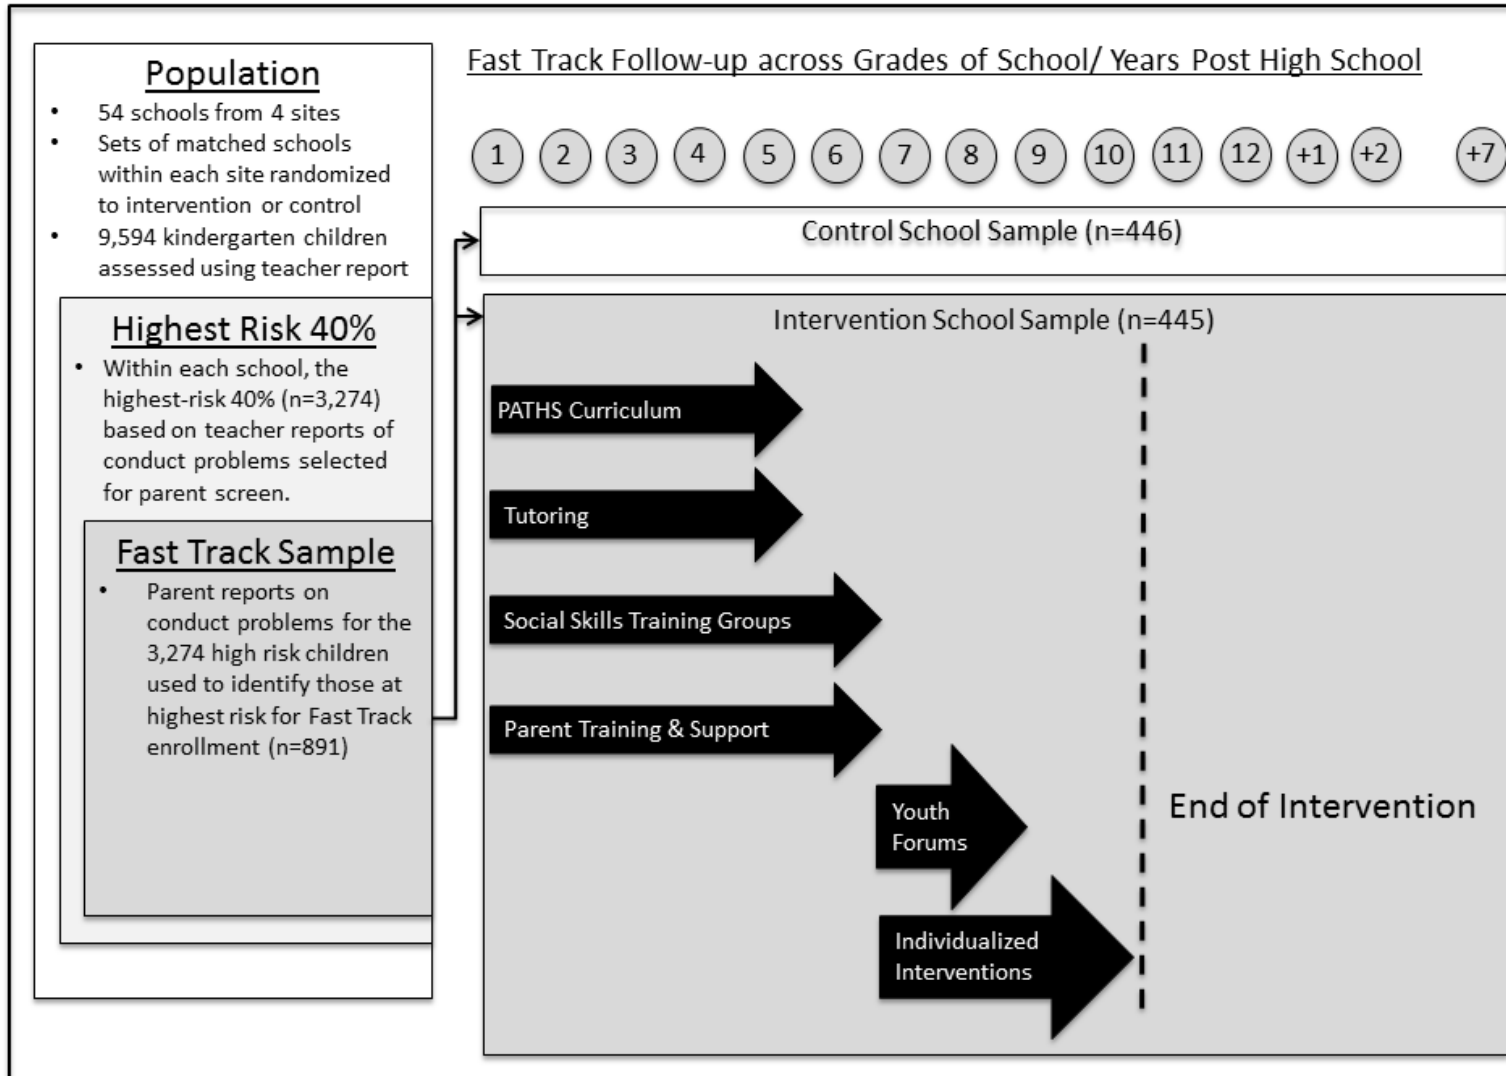 Population
• 54 schools from 4 sites
• Sets of matched schools
within each site randomized
to intervention or control
• 9,594 kindergarten children
assessed using teacher report
Highest Risk 40%
• Within each school, the
highest-risk 40% (n=3,274)
based on teacher reports of
conduct problems selected
for parent screen.
Fast Track Sample
• Parent reports on
conduct problems for the
3,274 high risk children
used to identify those at
highest risk for Fast Track
enrollment (n=891)
Fast Track Follow-up across Grades of School/ Years Post High School
1 2 3 4 5 6 7 8 9 10 11 12 +1 +2 +7
Control School Sample (n=446)
Intervention School Sample (n=445)
PATHS Curriculum
Tutoring
Social Skills Training Groups
Parent Training & Support
Youth
Forums
Individualized
Interventions
End of Intervention